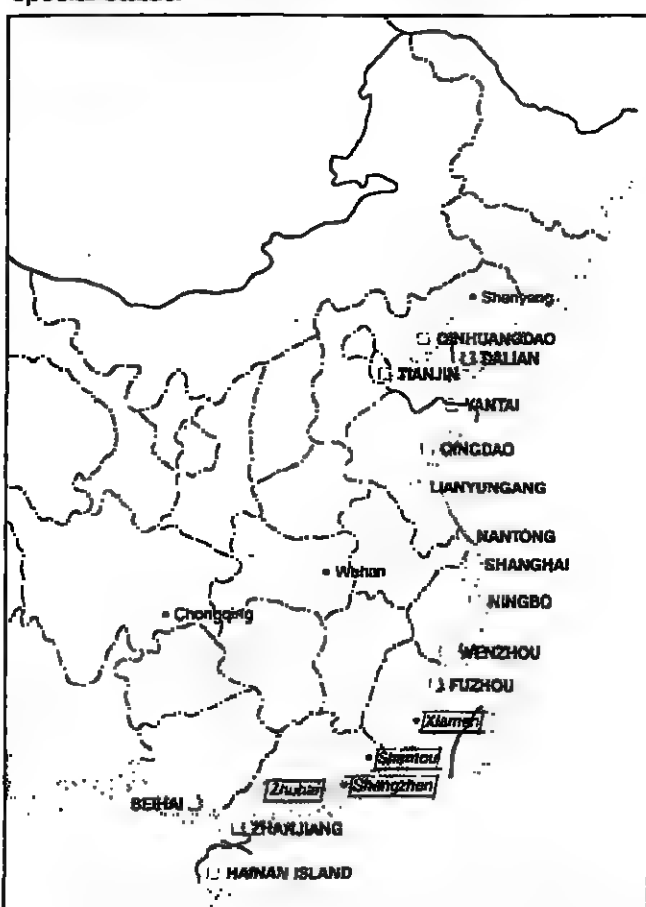 Shenyang
QINHUANGDAO
DALIAN
TIANJIN
YANTAI
QINGDAO
LIANYUNGANG
NANTONG
SHANGHAI
Wuhan
NINGBO
Chongqing
WENZHOU
FUZHOU
Xiamen
Shantou
Zhuhai
Shengzhen
BEIHAI
ZHANJIANG
HAINAN ISLAND